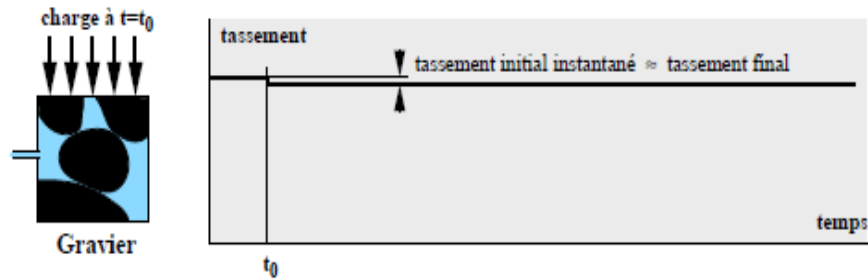 charge à t=t₀
Gravier
tassement
tassement initial instantané ≈ tassement final
temps
t₀